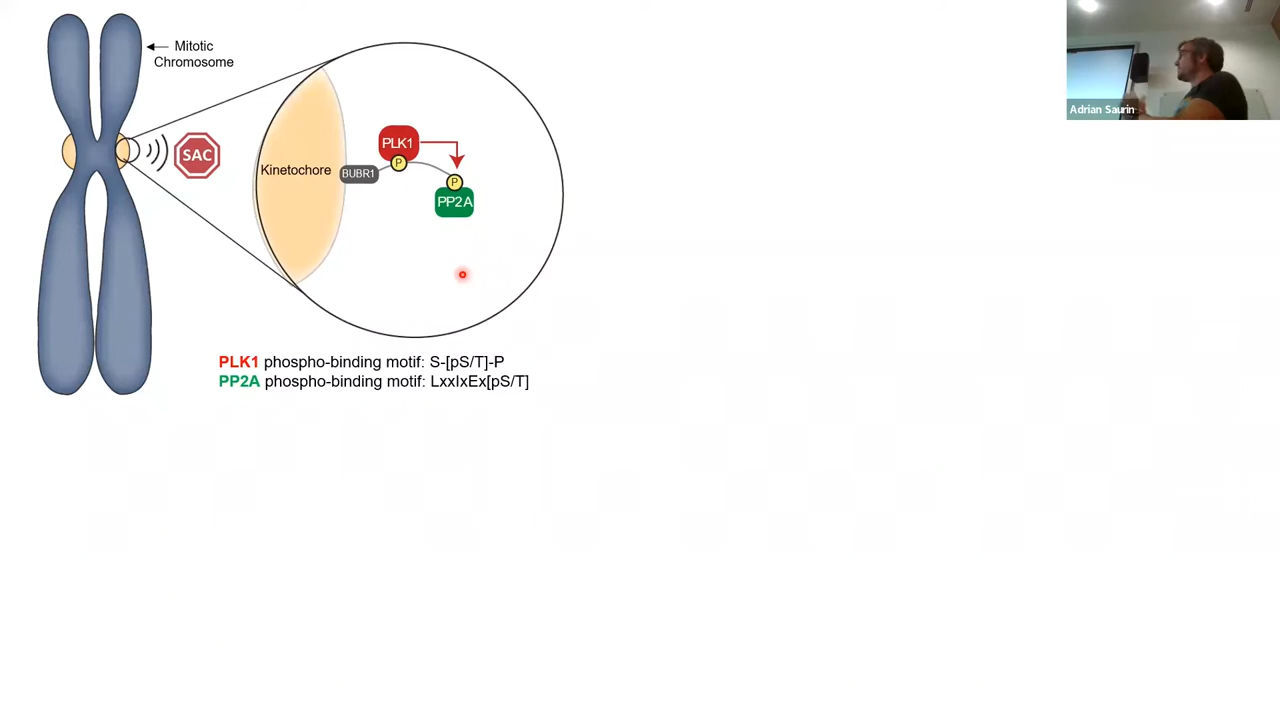 Mitotic
Chromosome
SAC
Kinetochore
BUBR1
PLK1
P
P
PP2A
PLK1 phospho-binding motif: S-[pS/T]-P
PP2A phospho-binding motif: LxxIxEx[pS/T]
Adrian Saurin